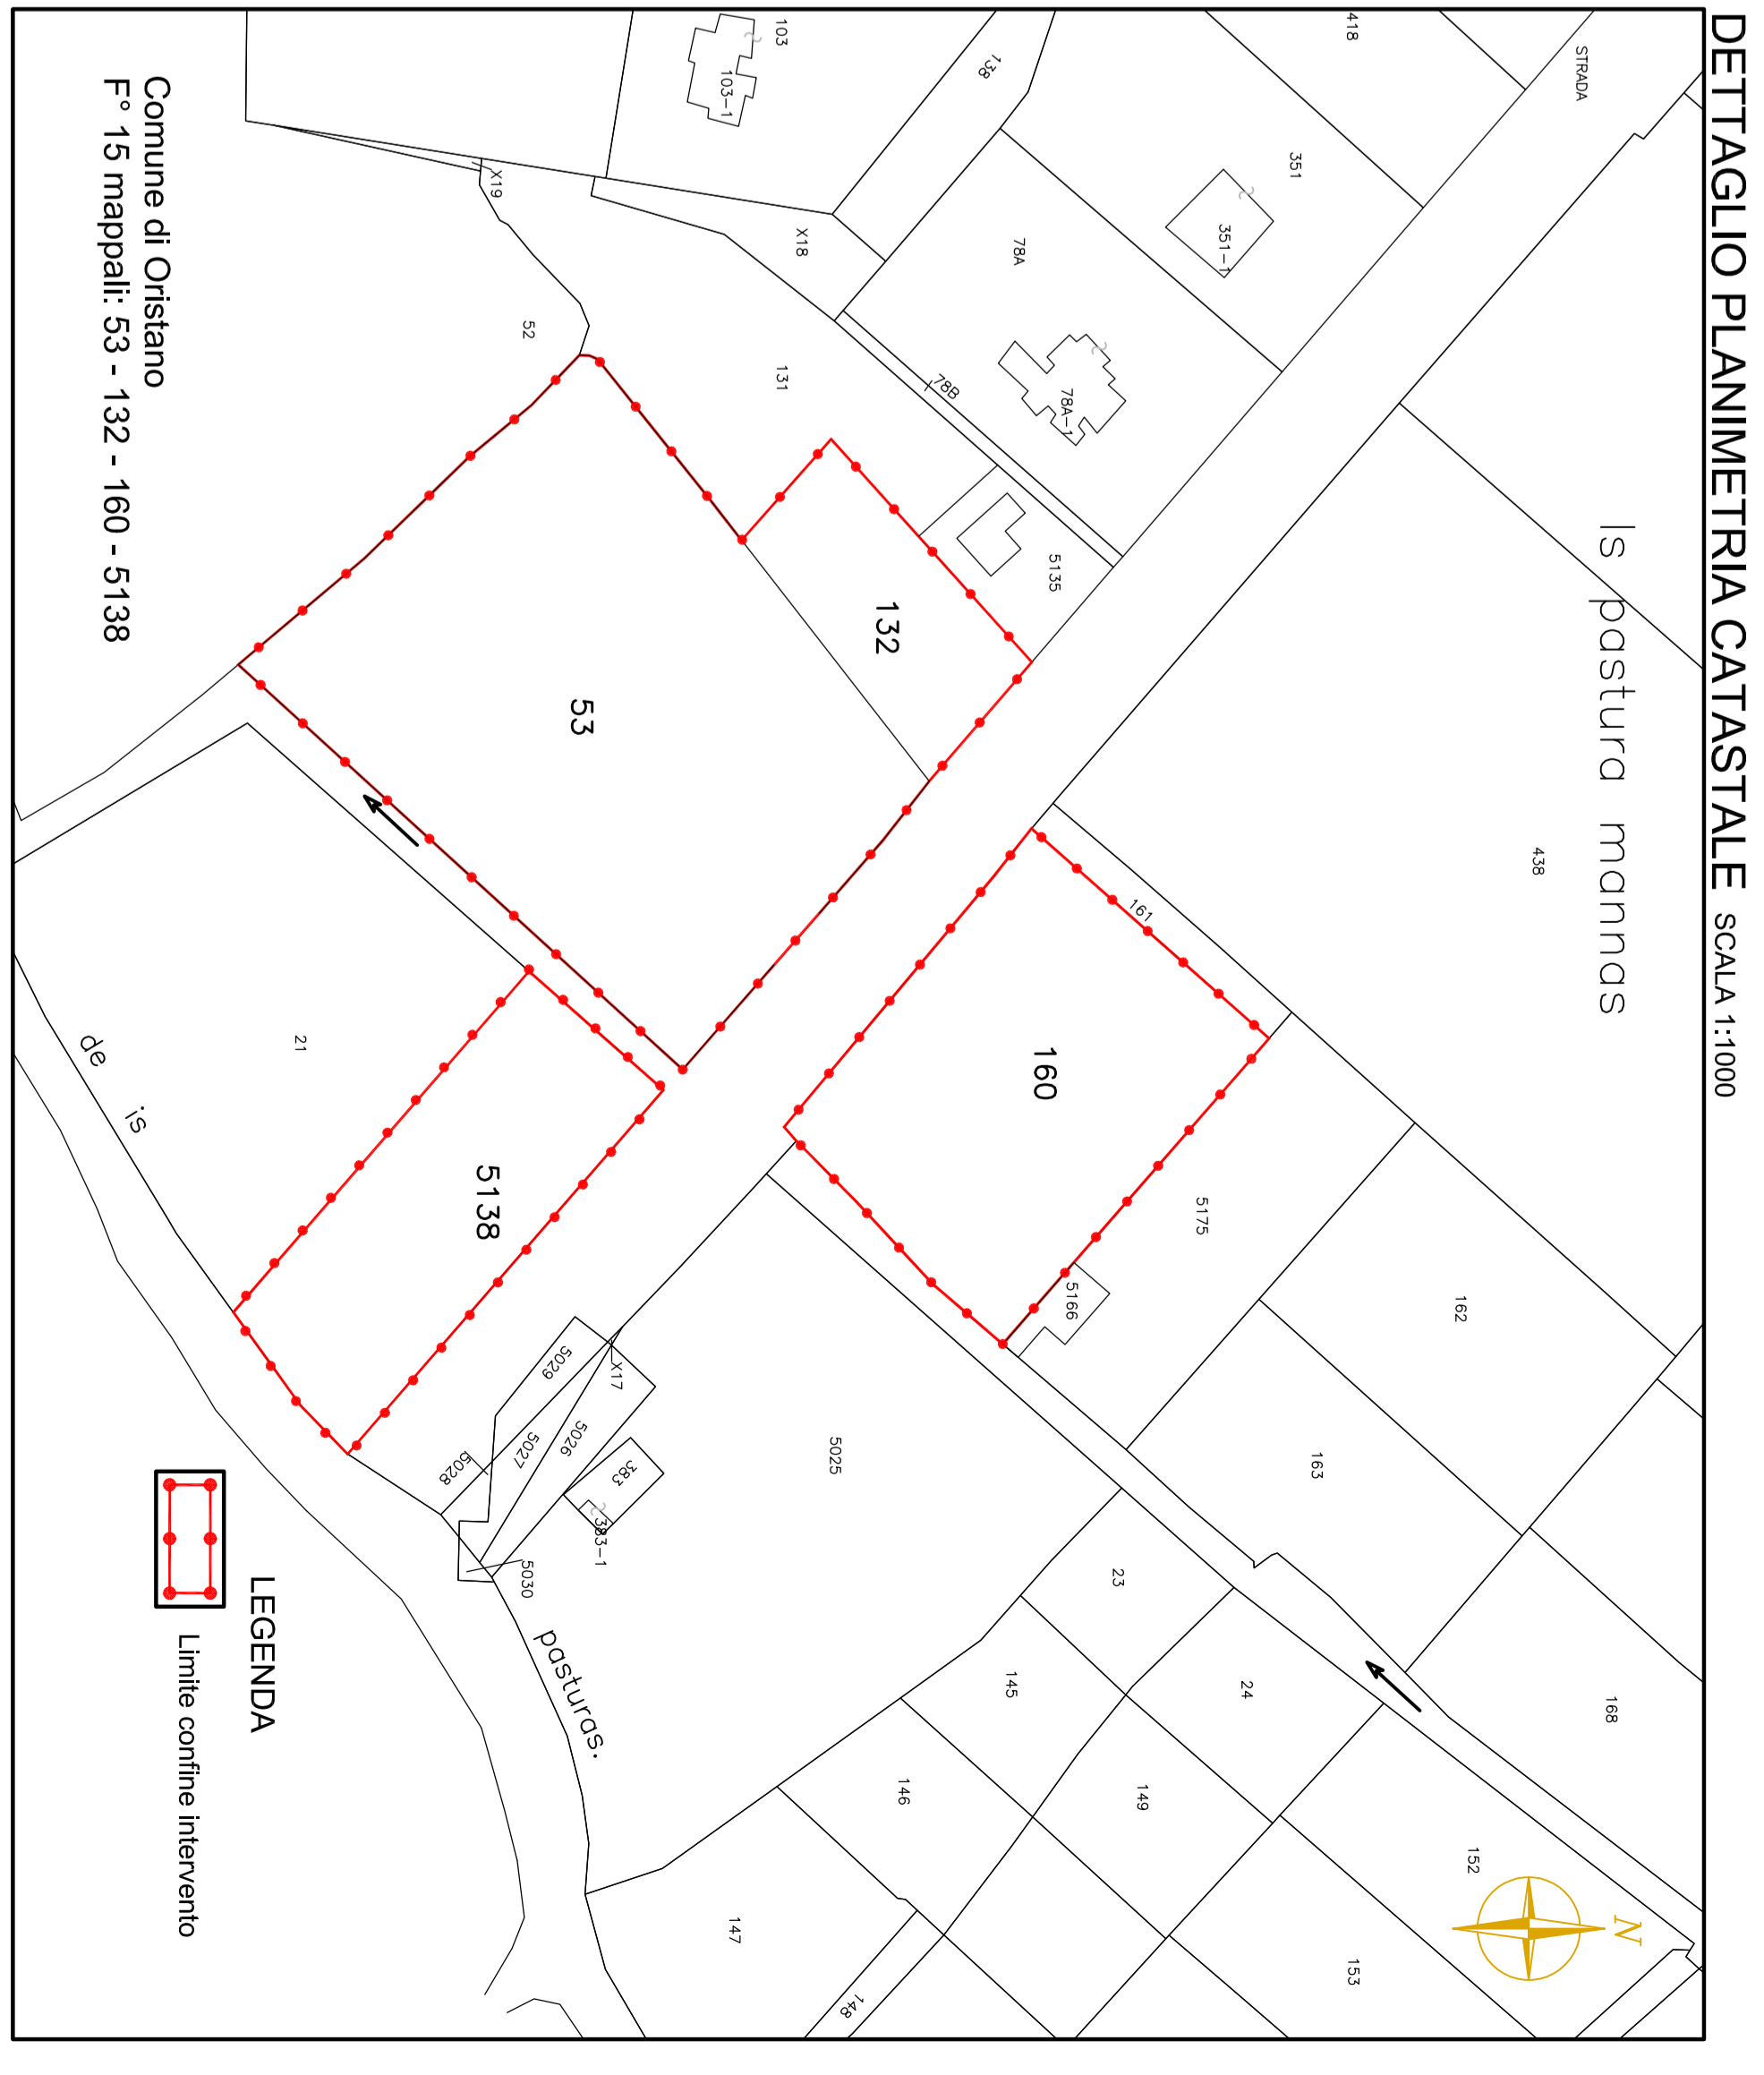 DETTAGLIO PLANIMETRIA CATASTALE SCALA 1:1000
Is pastura mannas
STRADA
418
351
351-1
138
103
103-1
78A
78A-1
78B
X18
X19
52
131
5135
132
53
438
161
160
5175
5166
162
163
168
21
5138
de is pasturas.
5029
X17
5026
5027
5028
383
383-1
5030
5025
23
24
145
146
149
147
148
152
153
N
Comune di Oristano
F° 15 mappali: 53 - 132 - 160 - 5138
LEGENDA
Limite confine intervento